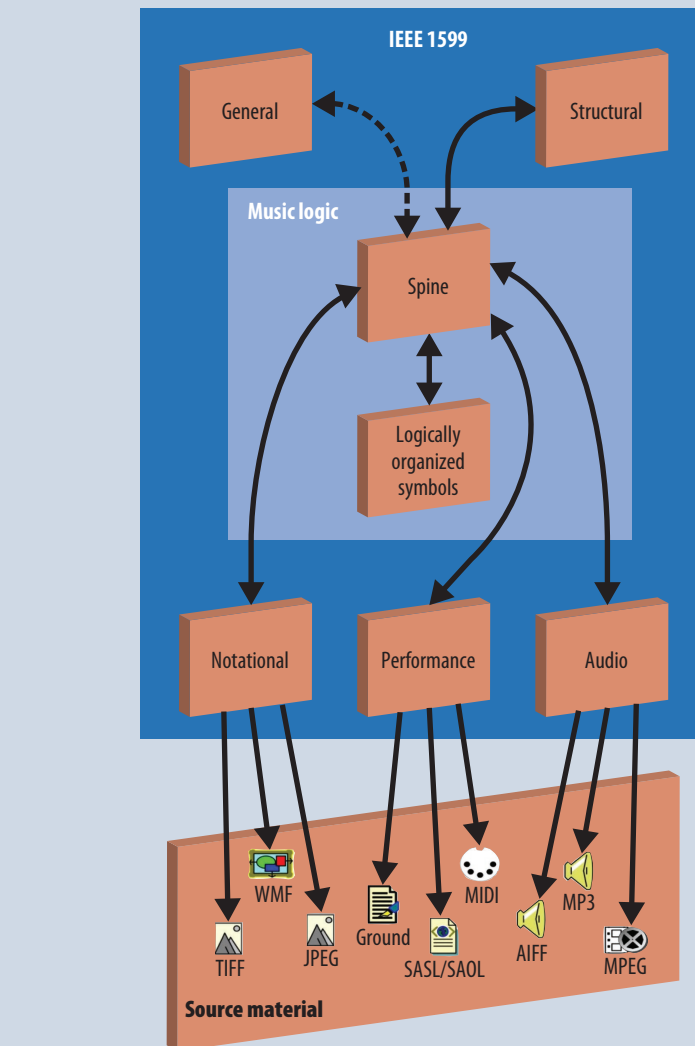 IEEE 1599
General
Structural
Music logic
Spine
Logically
organized
symbols
Notational
Performance
Audio
WMF
MIDI
MP3
TIFF
JPEG
Ground
SASL/SAOL
AIFF
MPEG
Source material